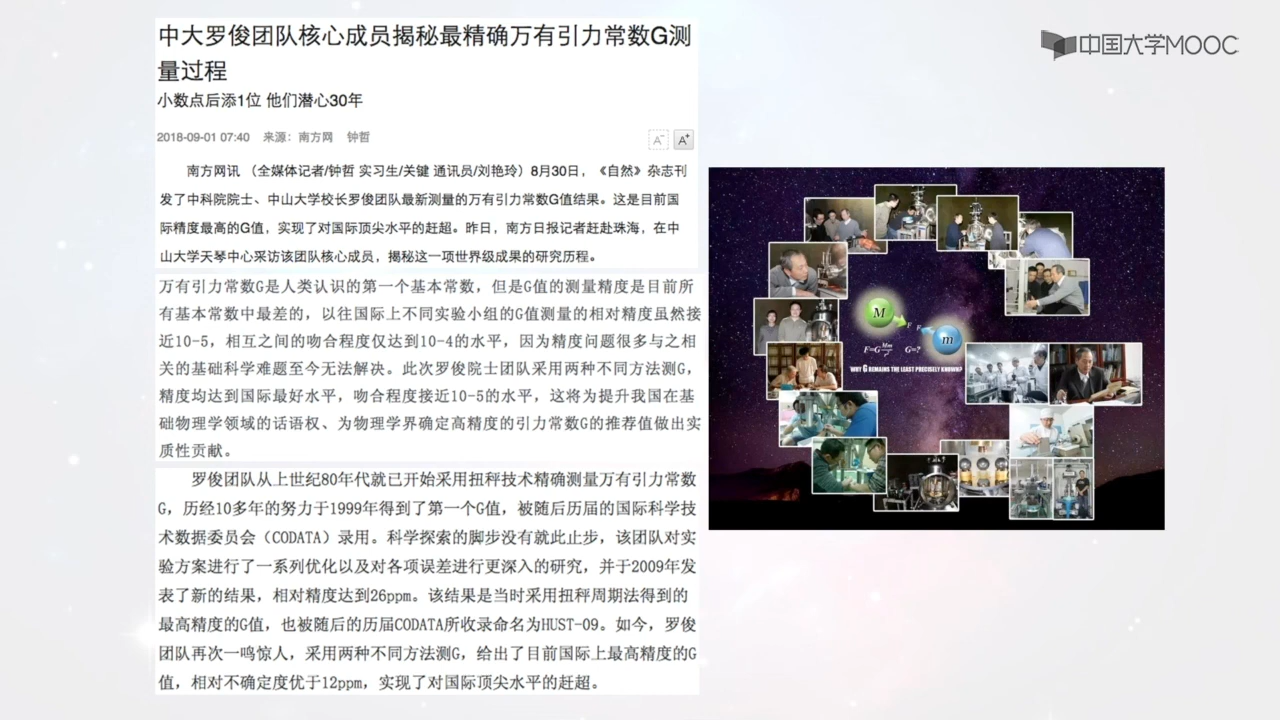 中大罗俊团队核心成员揭秘最精确万有引力常数G测
量过程
小数点后添1位 他们潜心30年
2018-09-01 07:40 来源：南方网 钟哲
A- A+
南方网讯 （全媒体记者/钟哲 实习生/关键 通讯员/刘艳玲）8月30日，《自然》杂志刊
发了中科院院士、中山大学校长罗俊团队最新测量的万有引力常数G值结果。这是目前国
际精度最高的G值，实现了对国际顶尖水平的赶超。昨日，南方日报记者赶赴珠海，在中
山大学天琴中心采访该团队核心成员，揭秘这一项世界级成果的研究历程。
万有引力常数G是人类认识的第一个基本常数，但是G值的测量精度是目前所
有基本常数中最差的，以往国际上不同实验小组的G值测量的相对精度虽然接
近10-5，相互之间的吻合程度仅达到10-4的水平，因为精度问题很多与之相
关的基础科学难题至今无法解决。此次罗俊院士团队采用两种不同方法测G，
精度均达到国际最好水平，吻合程度接近10-5的水平，这将为提升我国在基
础物理学领域的话语权、为物理学界确定高精度的引力常数G的推荐值做出实
质性贡献。
罗俊团队从上世纪80年代就已开始采用扭秤技术精确测量万有引力常数
G，历经10多年的努力于1999年得到了第一个G值，被随后历届的国际科学技
术数据委员会（CODATA）录用。科学探索的脚步没有就此止步，该团队对实
验方案进行了一系列优化以及对各项误差进行更深入的研究，并于2009年发
表了新的结果，相对精度达到26ppm。该结果是当时采用扭秤周期法得到的
最高精度的G值，也被随后的历届CODATA所收录命名为HUST-09。如今，罗俊
团队再次一鸣惊人，采用两种不同方法测G，给出了目前国际上最高精度的G
值，相对不确定度优于12ppm，实现了对国际顶尖水平的赶超。
中国大学MOOC
M
F F
m
F=G Mm/r² G=?
WHY G REMAINS THE LEAST PRECISELY KNOWN?